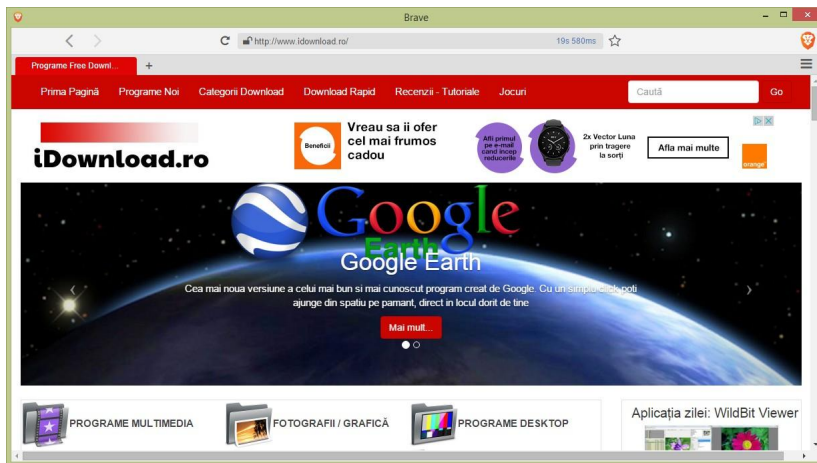 Brave
http://www.idownload.ro/
19s 580ms
Programe Free Downl...
+
Prima Pagină Programe Noi Categorii Download Download Rapid Recenzii - Tutoriale Jocuri Caută Go
iDownload.ro
Beneficii
Vreau sa ii ofer
cel mai frumos
cadou
Afli primul
pe e-mail
cand incep
reducerile
2x Vector Luna
prin tragere
la sorți
Afla mai multe
orange
Google
Earth
Google Earth
Cea mai noua versiune a celui mai bun si mai cunoscut program creat de Google. Cu un simplu click poti
ajunge din spatiu pe pamant, direct in locul dorit de tine
Mai mult...
PROGRAME MULTIMEDIA
FOTOGRAFII / GRAFICĂ
PROGRAME DESKTOP
Aplicația zilei: WildBit Viewer